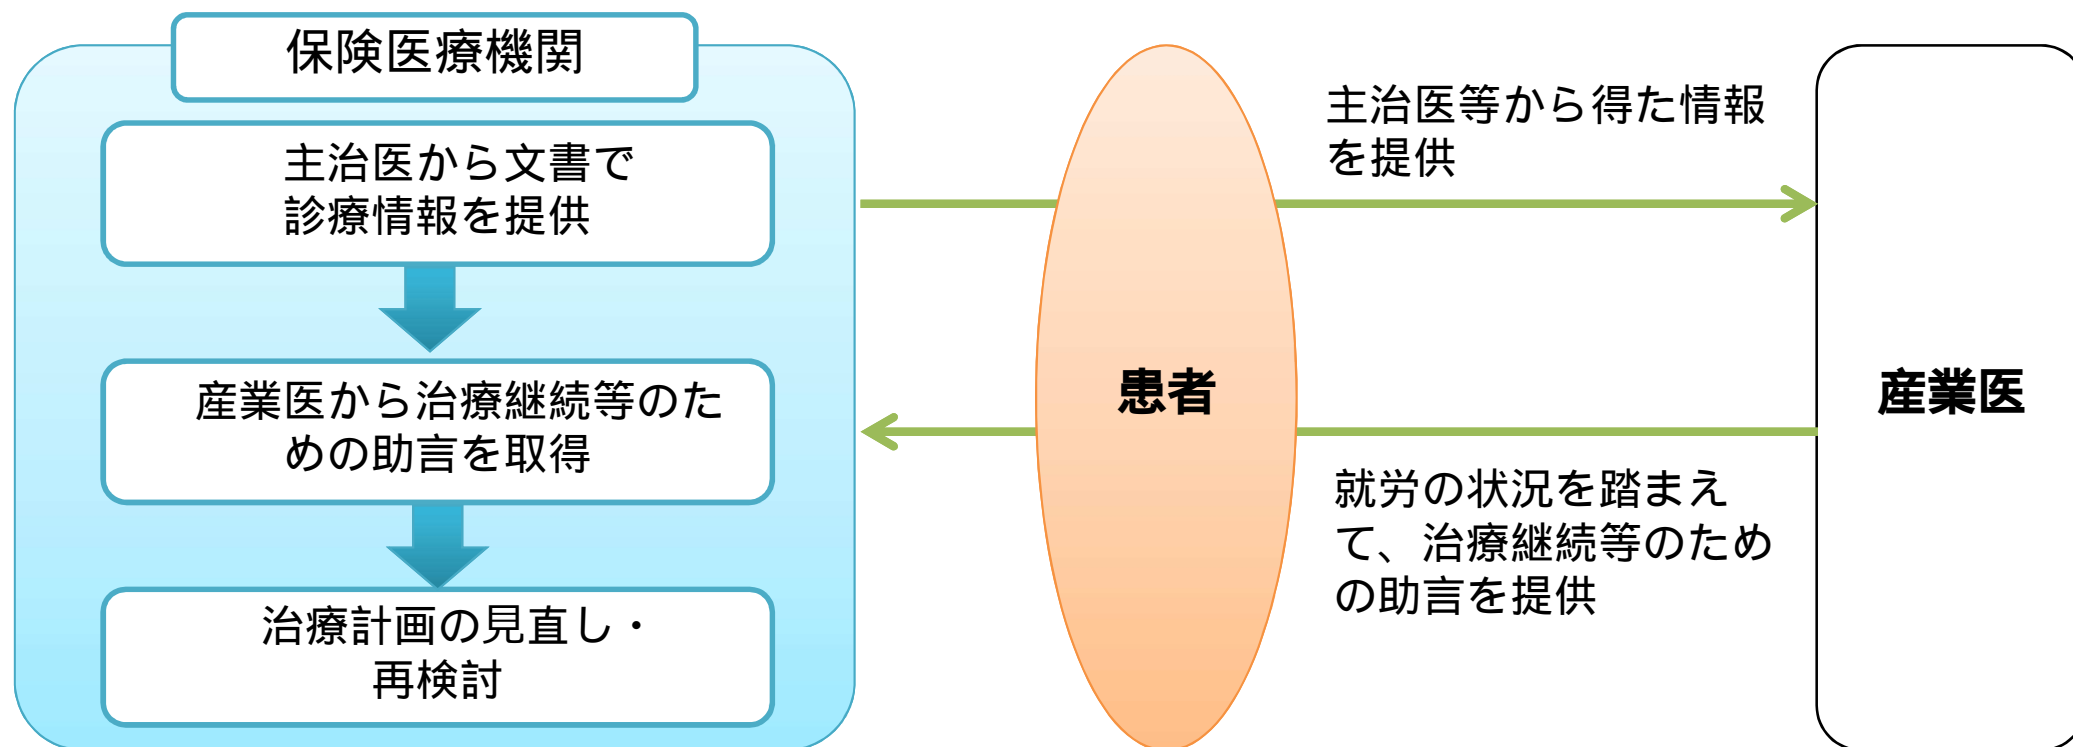 保険医療機関
主治医から文書で
診療情報を提供
産業医から治療継続等のた
めの助言を取得
治療計画の見直し・
再検討
患者
主治医等から得た情報
を提供
就労の状況を踏まえ
て、治療継続等のため
の助言を提供
産業医